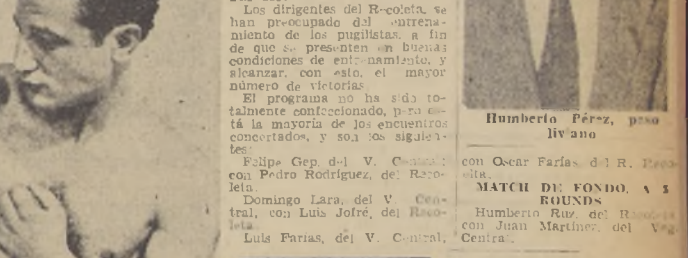 Los dirigentes del Recoleta, se
han preocupado del entrena-
miento de los pugilistas, a fin
de que se presenten en buenas
condiciones de entrenamiento, y
alcanzar, con esto, el mayor
número de victorias
El programa no ha sido to-
talmente confeccionado, pero es-
tá la mayoría de los encuentros
concertados, y son los siguien-
tes:
Felipe Gep, del V. Central;
con Pedro Rodríguez, de Reco-
leta.
Domingo Lara, del V. Cen-
tral, con Luis Jofré, del Reco-
leta
Luis Farías, del V. Central,
Humberto Pérez, peso
liviano
con Oscar Farías, del R. Reco-
leta.
MATCH DE FONDO, A 5
ROUNDS
Humberto Ruz, del Recoleta
con Juan Martínez, del Veg.
Central.